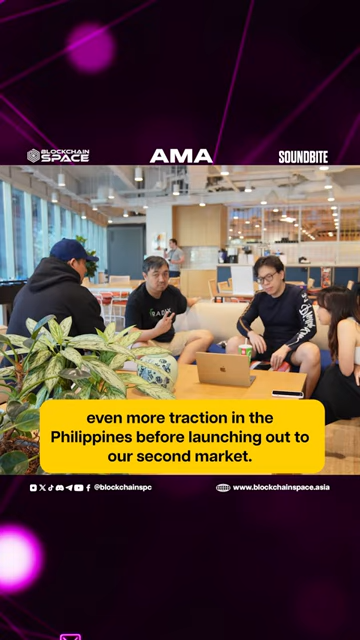 BLOCKCHAIN
SPACE
AMA
SOUNDBITE
even more traction in the
Philippines before launching out to
our second market.
@blockchainspc
www.blockchainspace.asia